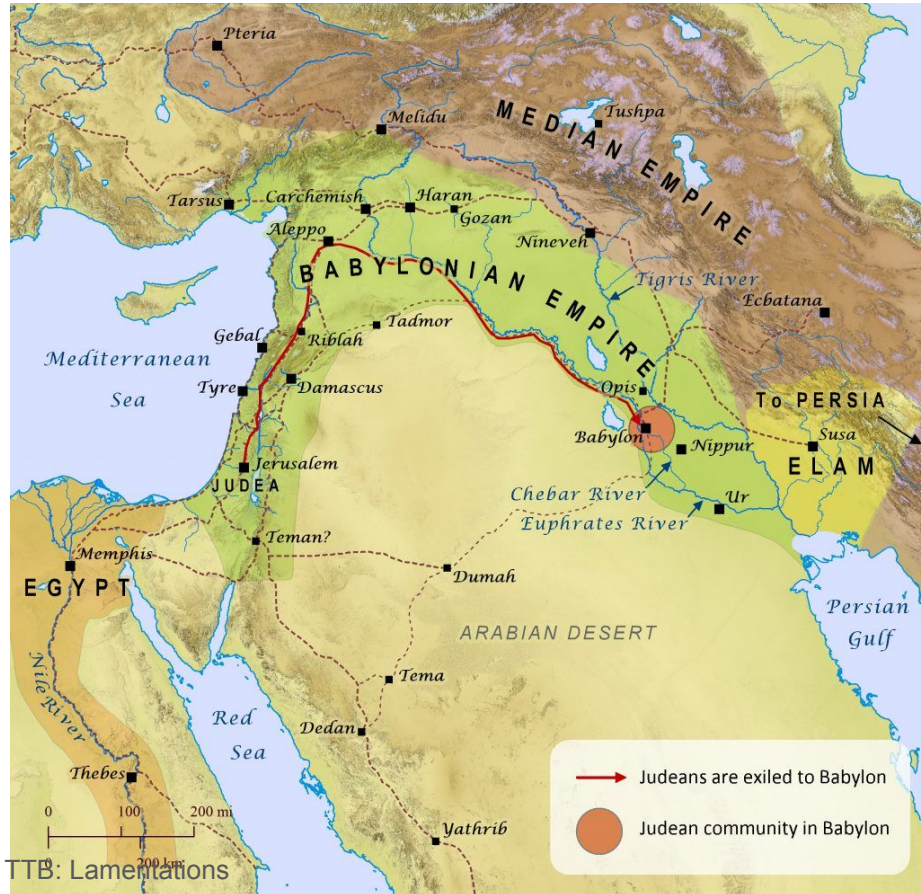 Pteria
Tushpa
MEDIAN EMPIRE
Melidu
Tarsus
Carchemish
Haran
Gozan
Aleppo
Nineveh
BABYLONIAN EMPIRE
Tigris River
Ecbatana
Tadmor
Gebal
Riblah
Mediterranean
Sea
Tyre
Damascus
Opis
To PERSIA
Babylon
Susa
Nippur
ELAM
Jerusalem
JUDEA
Chebar River
Ur
Euphrates River
Teman?
Memphis
EGYPT
Dumah
Persian
Gulf
ARABIAN DESERT
Nile River
Tema
Red
Sea
Dedan
Thebes
Judeans are exiled to Babylon
0 100 200 mi
Judean community in Babylon
Yathrib
0 200 km
TTB: Lamentations